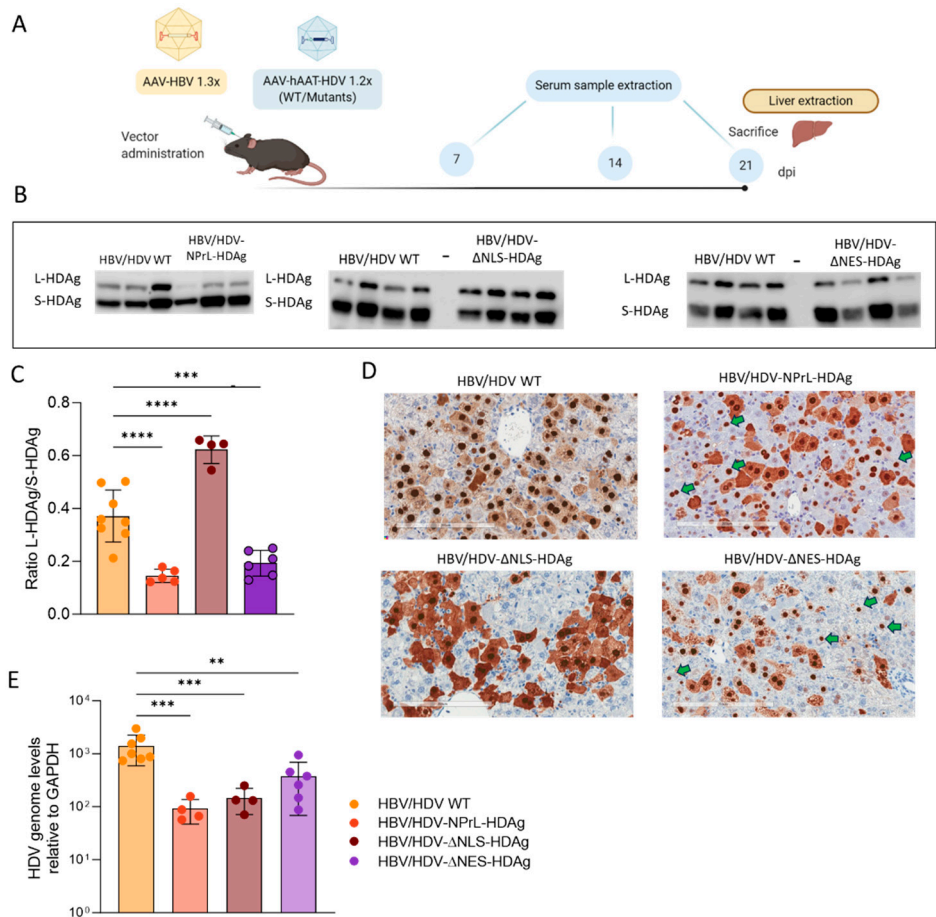 A
AAV-HBV 1.3x
AAV-hAAT-HDV 1.2x
(WT/Mutants)
Serum sample extraction
Liver extraction
Vector
administration
Sacrifice
7
14
21
dpi
B
HBV/HDV WT
HBV/HDV-
NPrL-HDAg
HBV/HDV WT
-
HBV/HDV-
ΔNLS-HDAg
HBV/HDV WT
-
HBV/HDV-
ΔNES-HDAg
L-HDAg
S-HDAg
L-HDAg
S-HDAg
L-HDAg
S-HDAg
C
***
****
****
Ratio L-HDAg/S-HDAg
0.8
0.6
0.4
0.2
0.0
D
HBV/HDV WT
HBV/HDV-NPrL-HDAg
HBV/HDV-ΔNLS-HDAg
HBV/HDV-ΔNES-HDAg
E
**
***
***
HDV genome levels
relative to GAPDH
10⁴
10³
10²
10¹
10⁰
HBV/HDV WT
HBV/HDV-NPrL-HDAg
HBV/HDV-ΔNLS-HDAg
HBV/HDV-ΔNES-HDAg